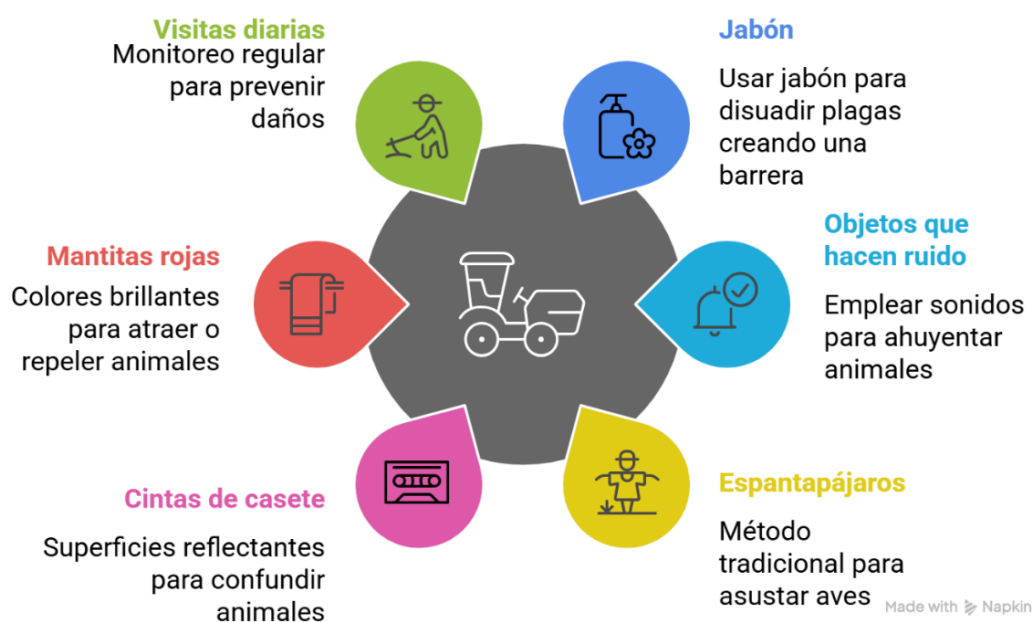 Visitas diarias
Monitoreo regular
para prevenir
daños
Jabón
Usar jabón para
disuadir plagas
creando una
barrera
Mantitas rojas
Colores brillantes
para atraer o
repeler animales
Objetos que
hacen ruido
Emplear sonidos
para ahuyentar
animales
Cintas de casete
Superficies reflectantes
para confundir
animales
Espantapájaros
Método
tradicional para
asustar aves
Made with Napkin